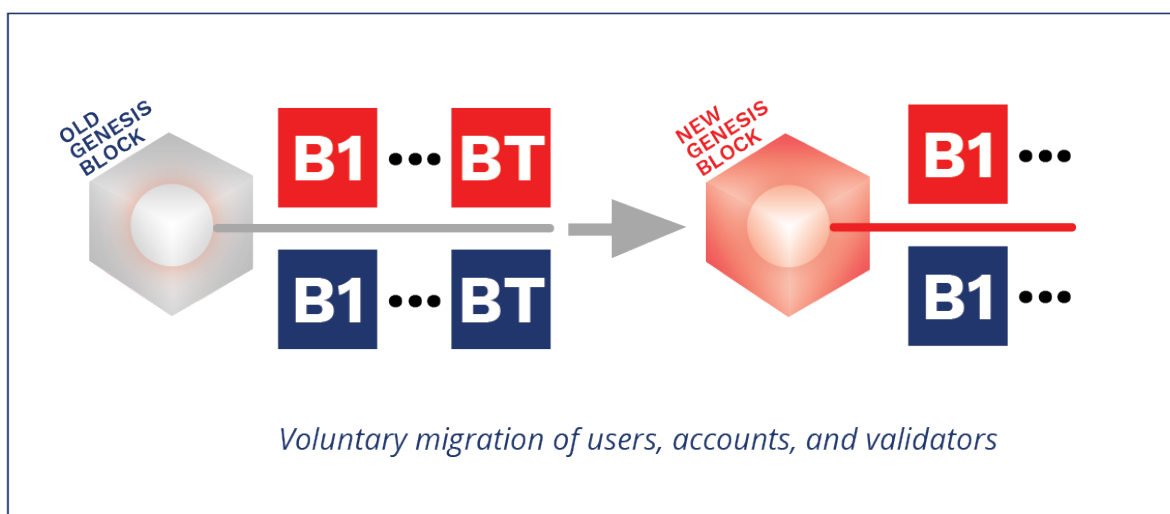 OLD
GENESIS
BLOCK
B1 ••• BT
B1 ••• BT
NEW
GENESIS
BLOCK
B1 •••
B1 •••
Voluntary migration of users, accounts, and validators